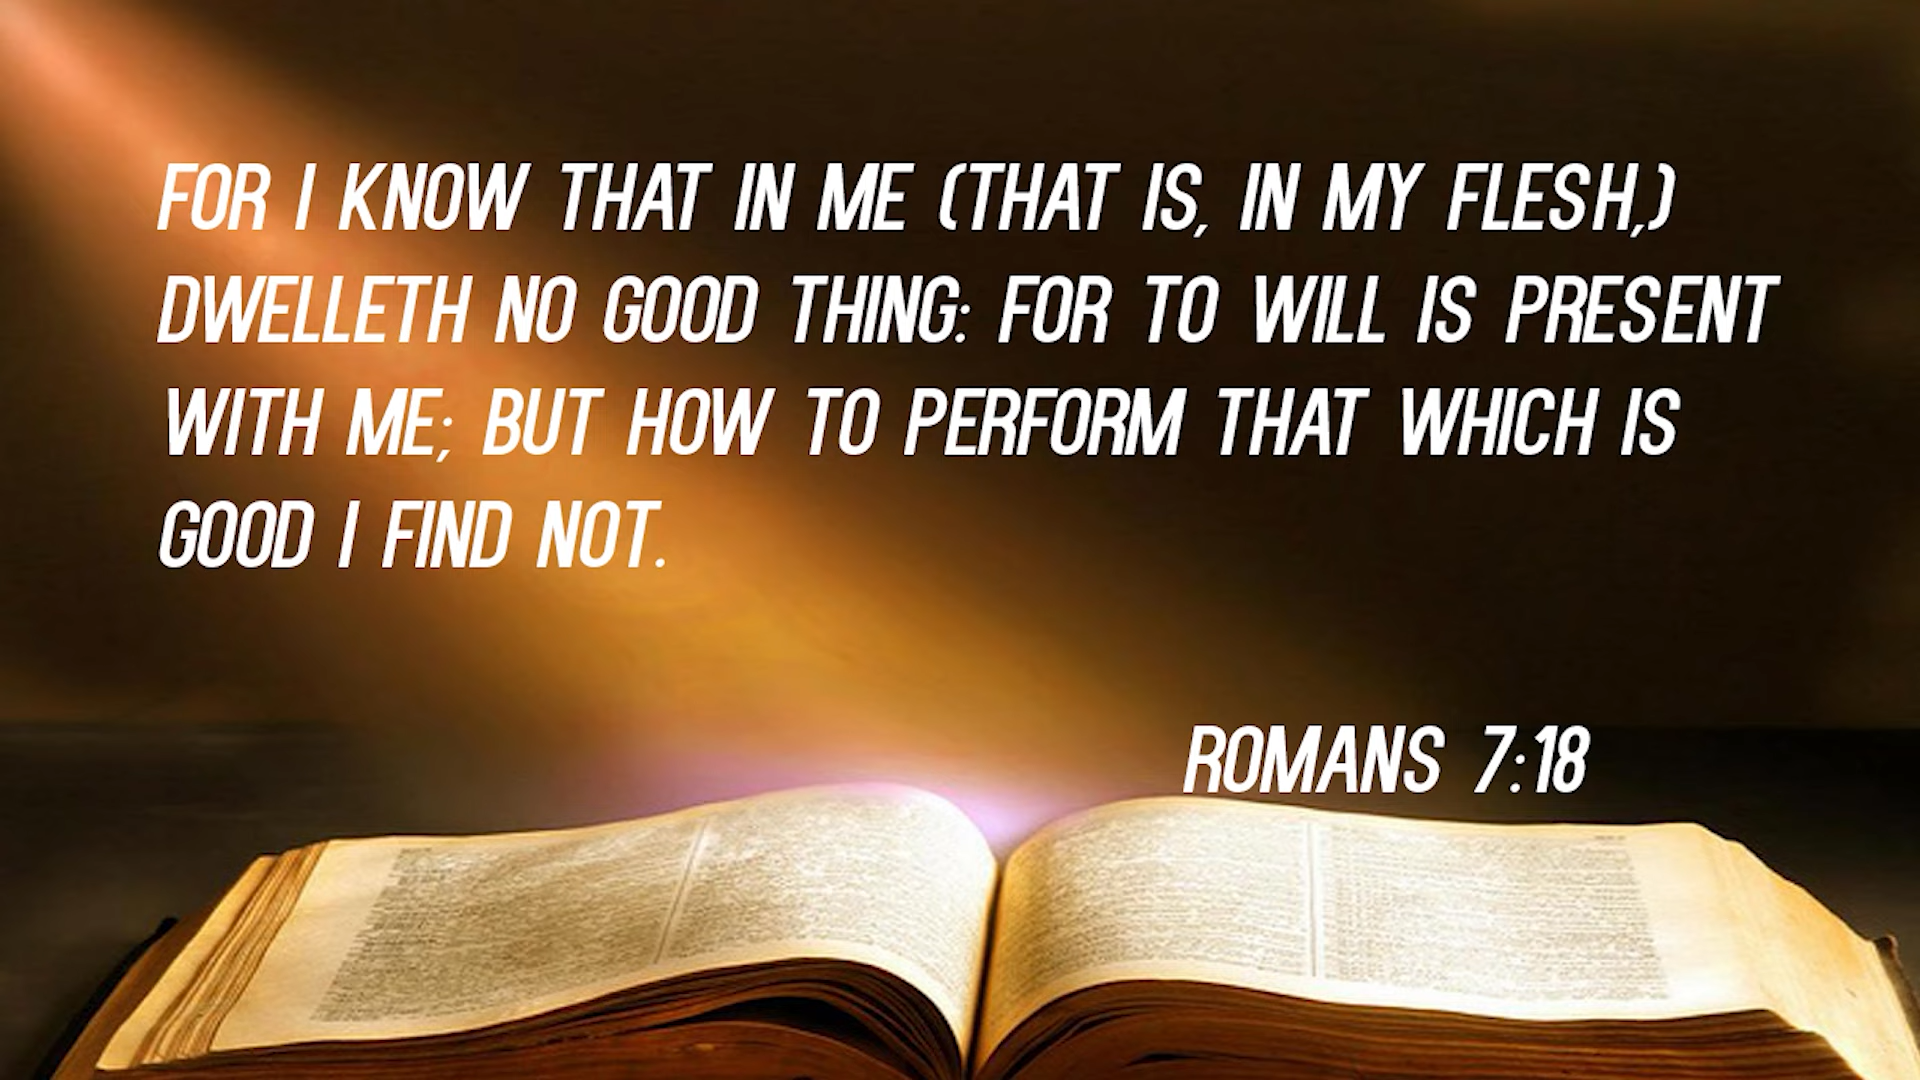 FOR I KNOW THAT IN ME (THAT IS, IN MY FLESH,)
DWELLETH NO GOOD THING: FOR TO WILL IS PRESENT
WITH ME; BUT HOW TO PERFORM THAT WHICH IS
GOOD I FIND NOT.
ROMANS 7:18